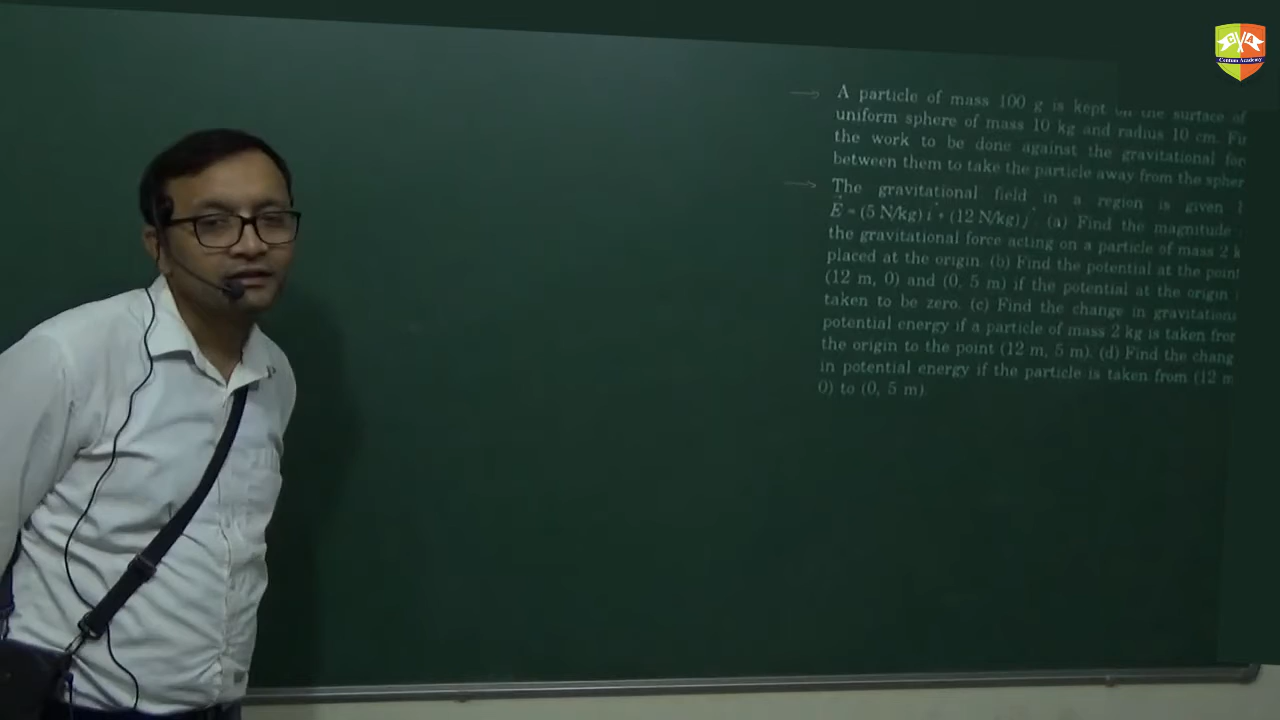 Contum Academy
A particle of mass 100 g is kept on the surface of
uniform sphere of mass 10 kg and radius 10 cm.
the work to be done against the gravitational
between them to take the particle away from the
The gravitational field in a region is given
E = (5 N/kg) i + (12 N/kg) j. (a) Find the magnitude
the gravitational force acting on a particle of mass 2
placed at the origin. (b) Find the potential at the
(12 m, 0) and (0, 5 m) if the potential at the origin
taken to be zero. (c) Find the change in
potential energy if a particle of mass 2 kg is taken
the origin to the point (12 m, 5 m). (d) Find the
in potential energy if the particle is taken from (12
0) to (0, 5 m).